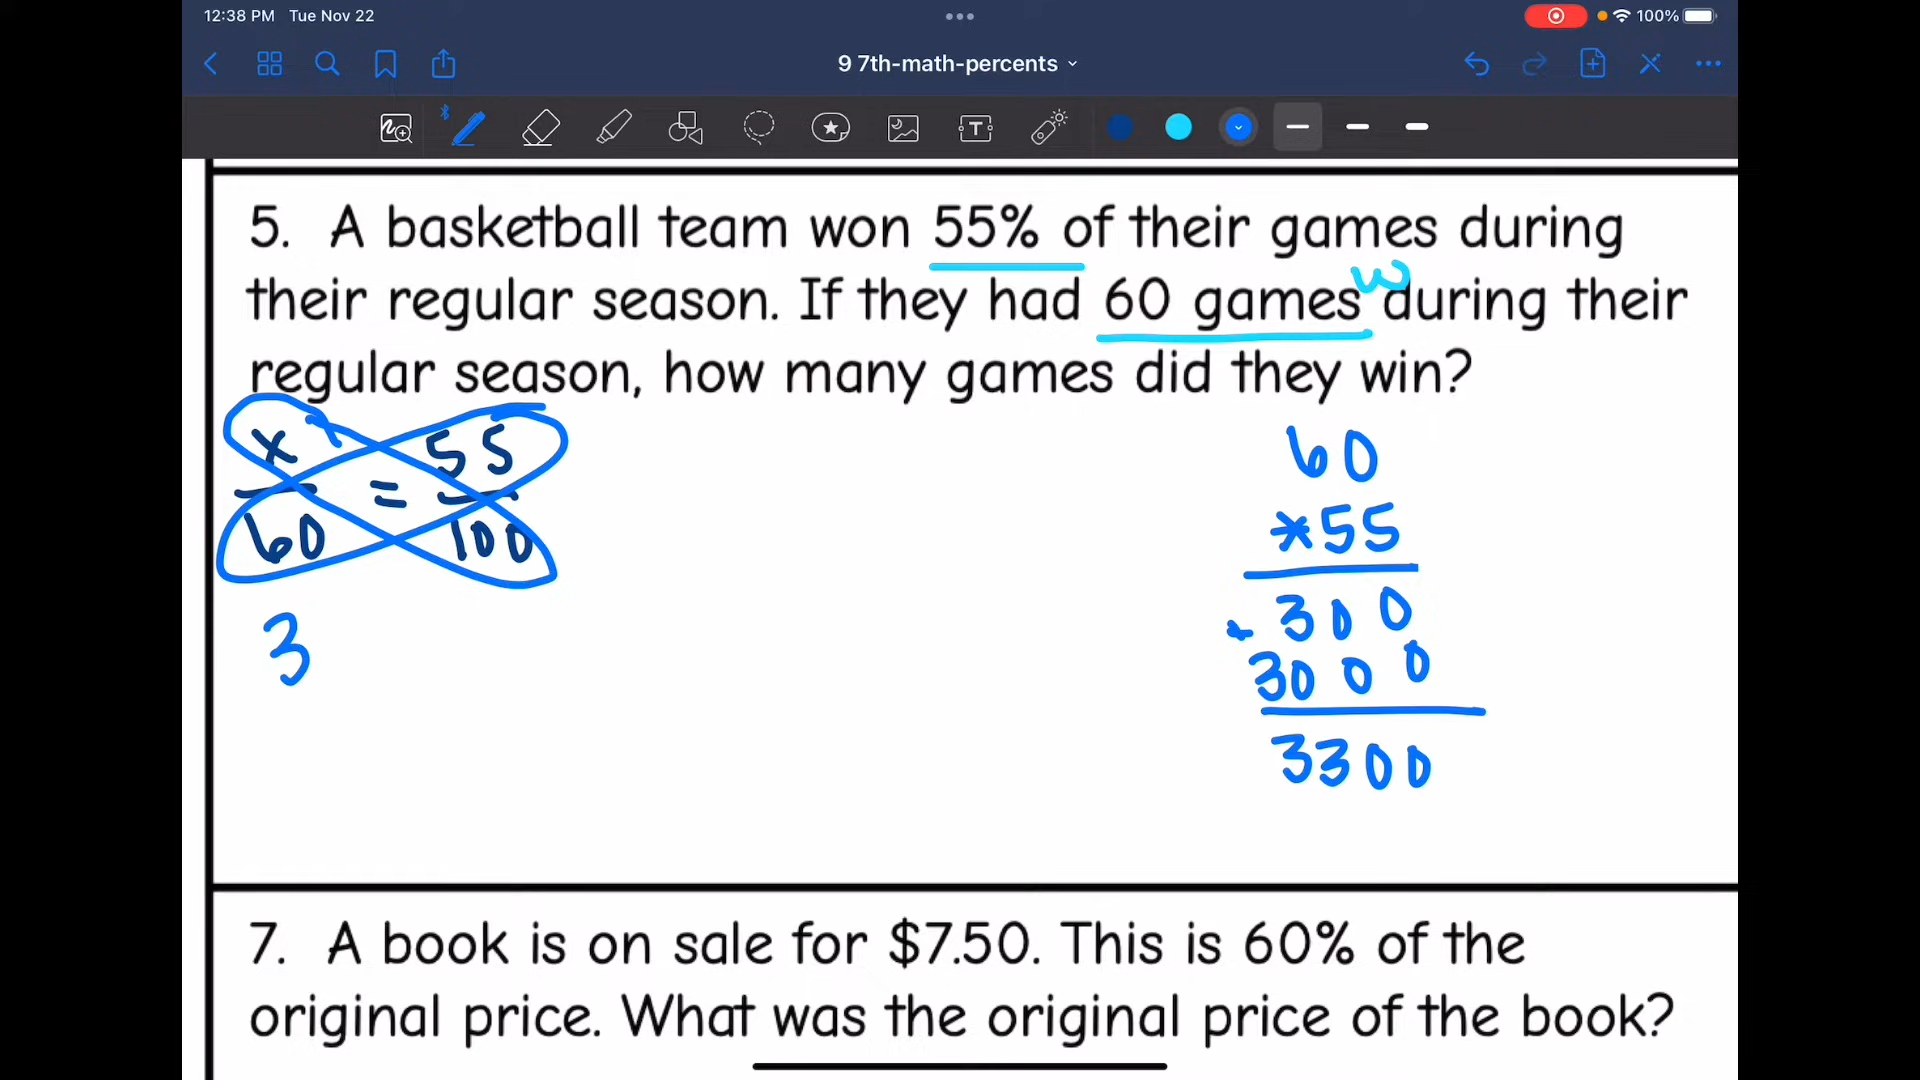 12:38 PM Tue Nov 22
100%
9 7th-math-percents
5. A basketball team won 55% of their games during
their regular season. If they had 60 games during their
w
regular season, how many games did they win?
x 55
=
60 100
3
60
*55
300
+
3000
3300
7. A book is on sale for $7.50. This is 60% of the
original price. What was the original price of the book?